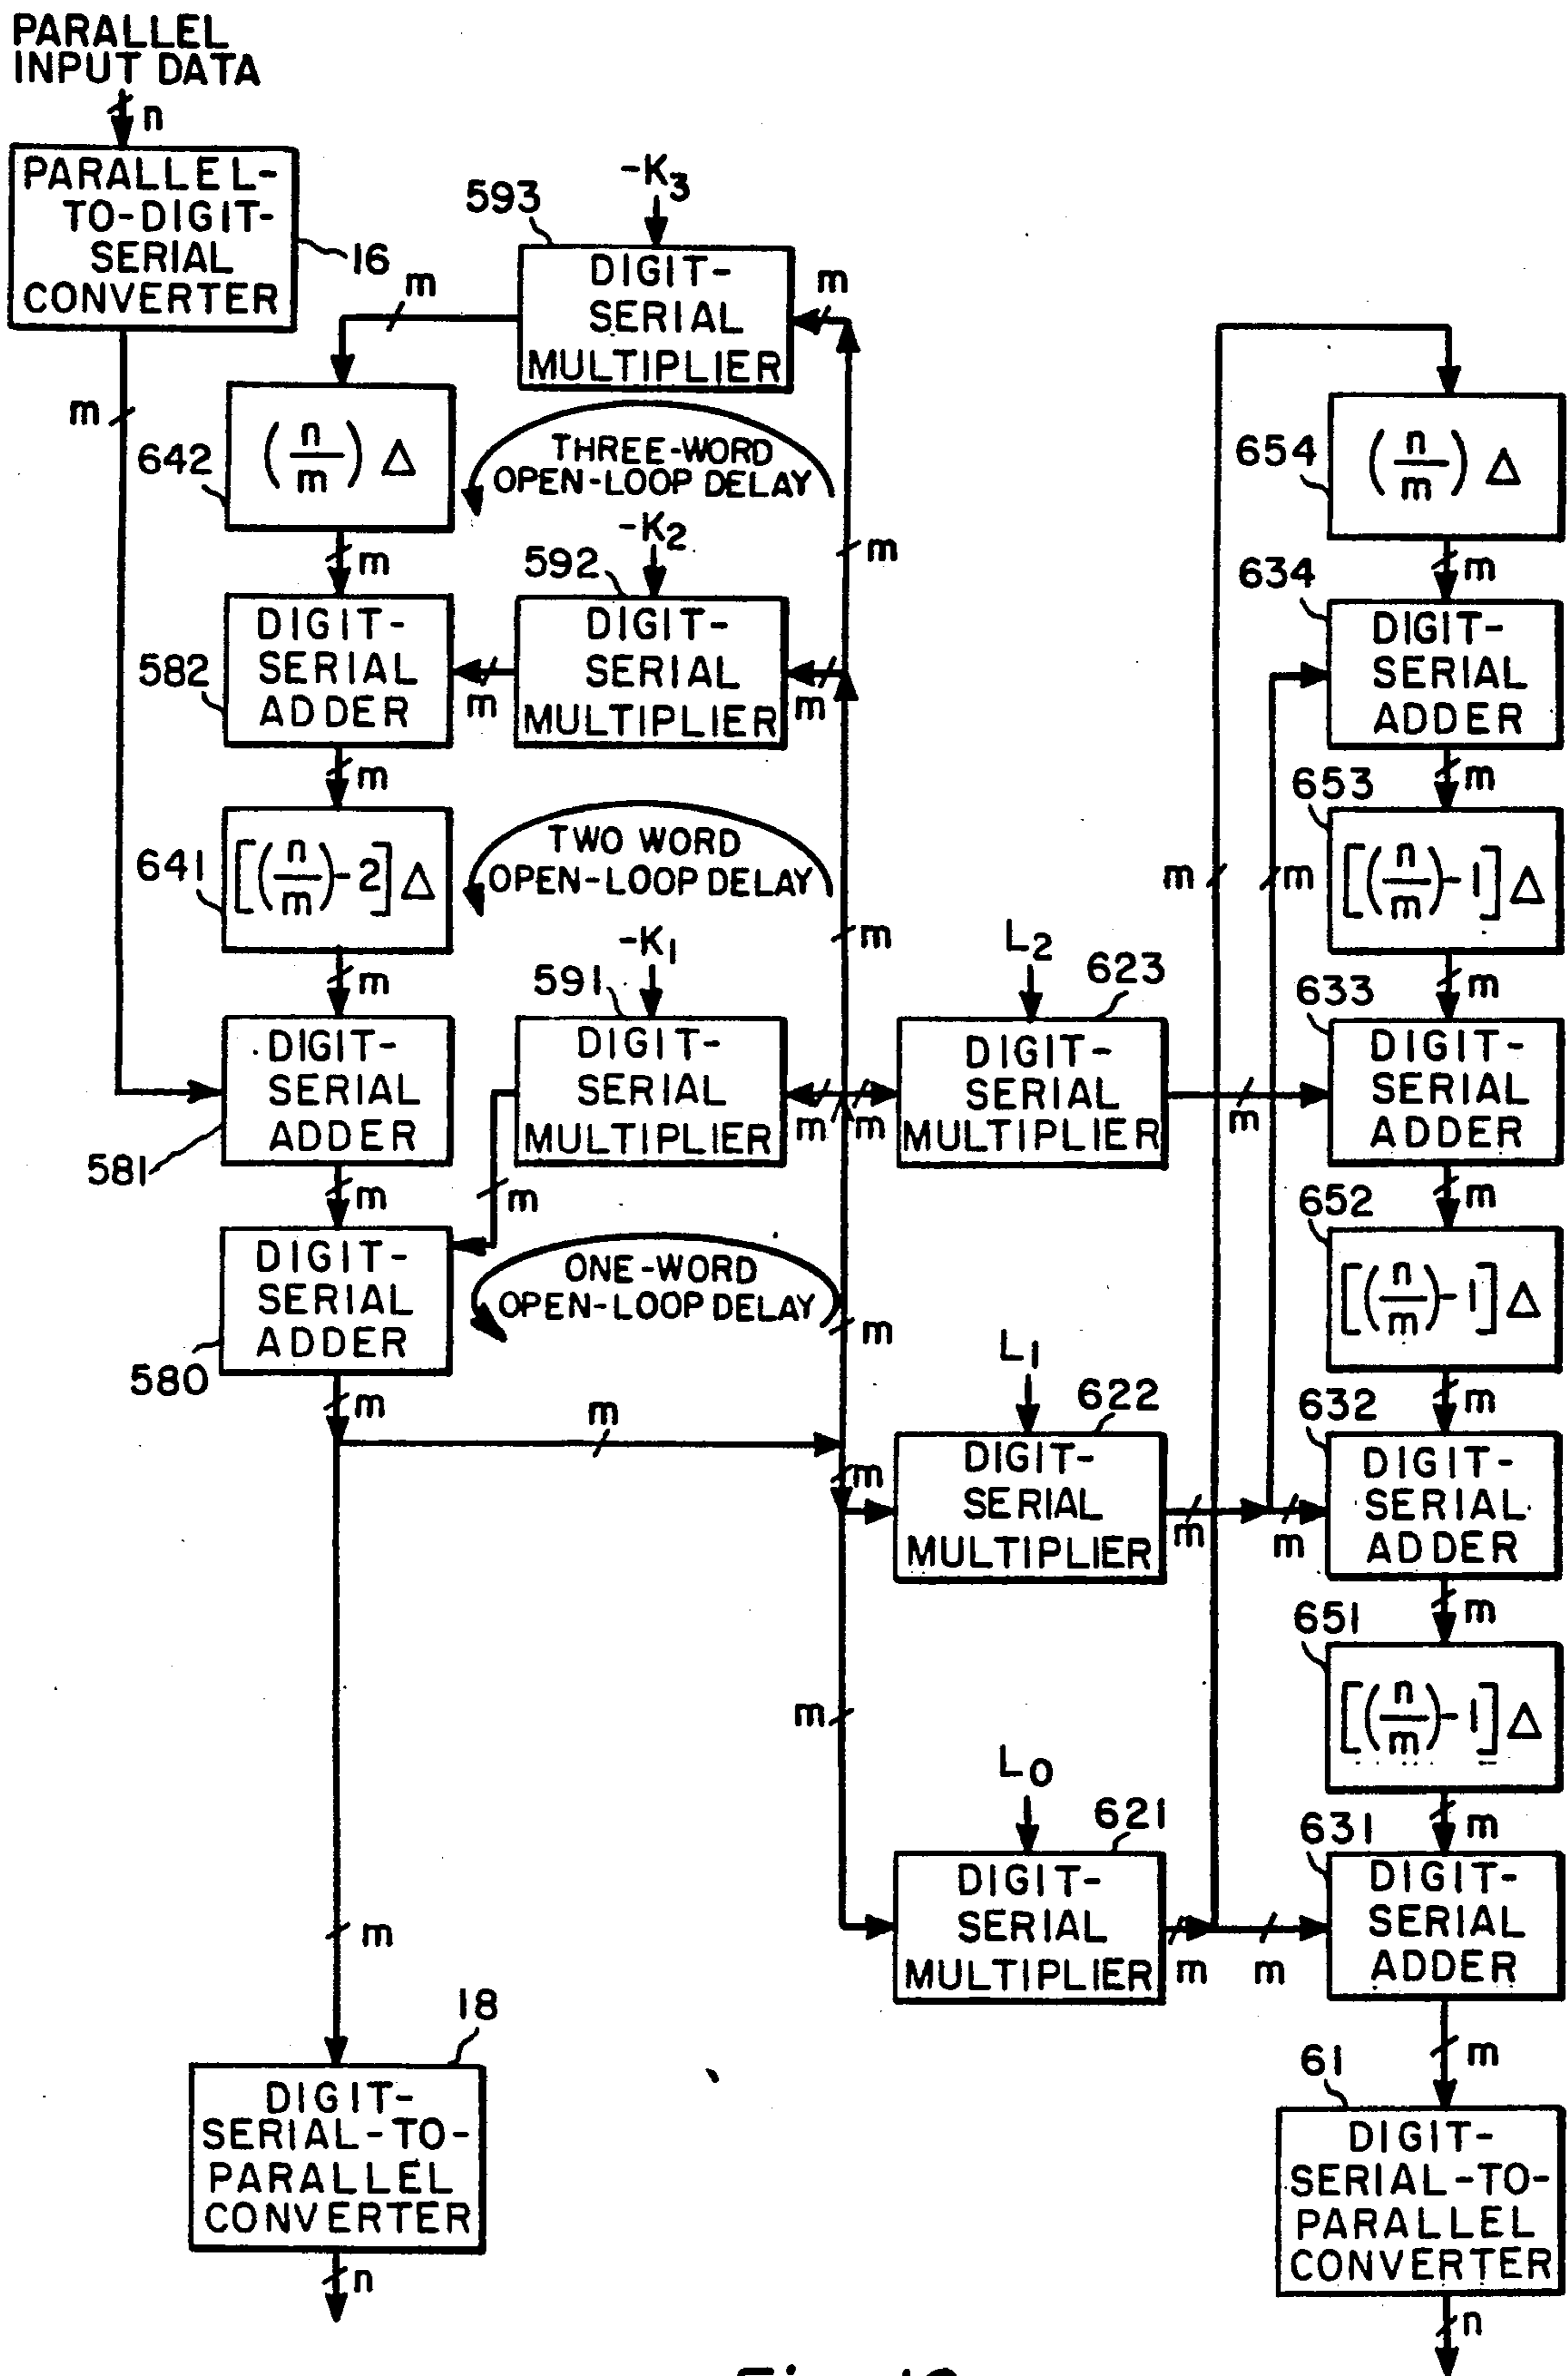 PARALLEL
INPUT DATA
n
PARALLEL-
TO-DIGIT-
SERIAL
CONVERTER
16
m
-K3
593
DIGIT-
SERIAL
MULTIPLIER
m
m
642
(n/m) Δ
THREE-WORD
OPEN-LOOP DELAY
m
m
-K2
592
582
DIGIT-
SERIAL
ADDER
m
DIGIT-
SERIAL
MULTIPLIER
m
m
641
[(n/m)-2] Δ
TWO WORD
OPEN-LOOP DELAY
m
m
-K1
591
581
DIGIT-
SERIAL
ADDER
DIGIT-
SERIAL
MULTIPLIER
m
m
m
m
580
DIGIT-
SERIAL
ADDER
ONE-WORD
OPEN-LOOP DELAY
m
m
m
m
m
m
18
DIGIT-
SERIAL-TO-
PARALLEL
CONVERTER
n
L2
623
DIGIT-
SERIAL
MULTIPLIER
m
L1
622
DIGIT-
SERIAL
MULTIPLIER
m
m
L0
621
DIGIT-
SERIAL
MULTIPLIER
m
m
m
m
654
(n/m) Δ
m
634
DIGIT-
SERIAL
ADDER
m
653
[(n/m)-1] Δ
m
633
DIGIT-
SERIAL
ADDER
m
652
[(n/m)-1] Δ
m
632
DIGIT-
SERIAL
ADDER
m
651
[(n/m)-1] Δ
m
631
DIGIT-
SERIAL
ADDER
m
61
DIGIT-
SERIAL-TO-
PARALLEL
CONVERTER
n